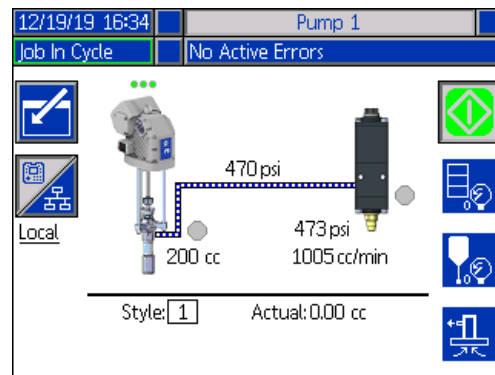 12/19/19 16:34
Pump 1
Job In Cycle
No Active Errors
470 psi
Local
200 cc
473 psi
1005 cc/min
Style: 1
Actual: 0.00 cc